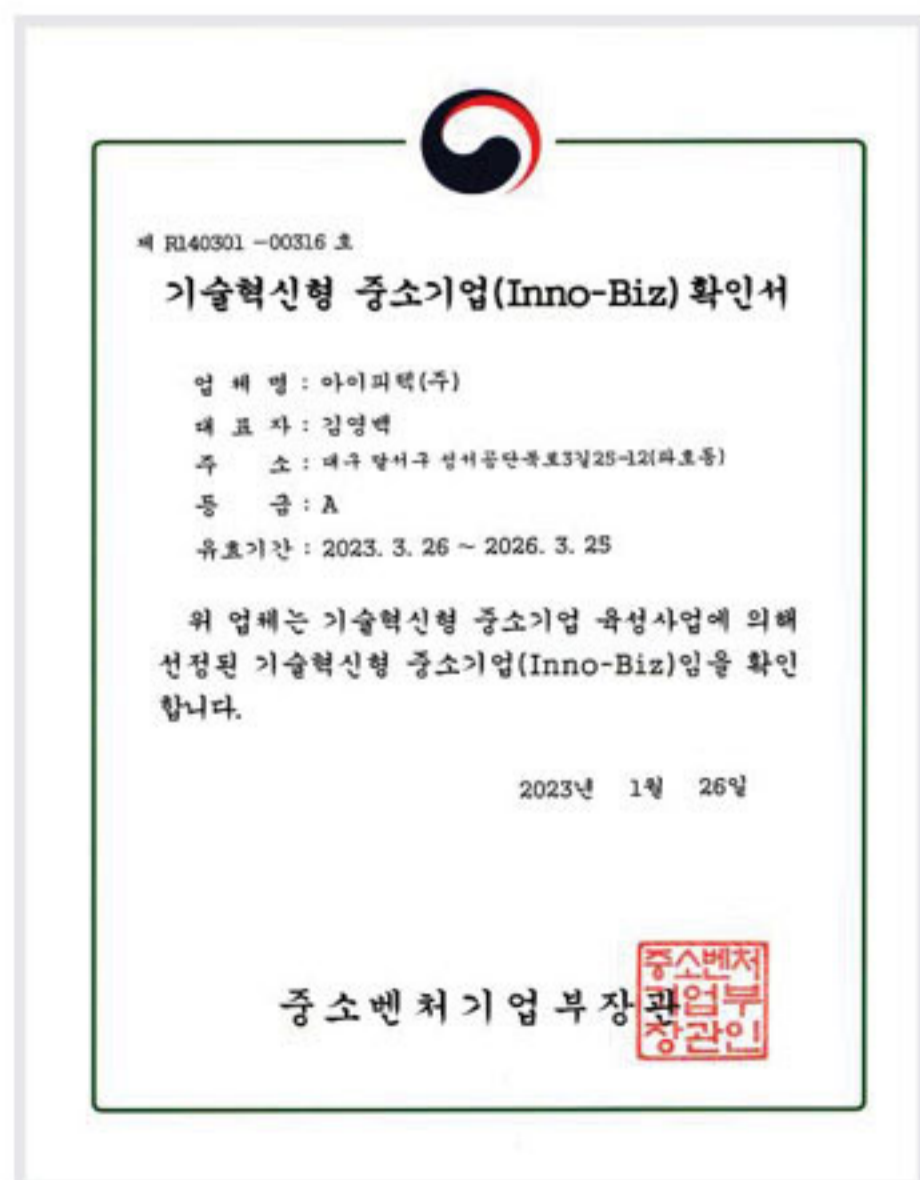 제 R140301 -00316 호
기술혁신형 중소기업(Inno-Biz) 확인서
업 체 명 : 아이피텍(주)
대 표 자 : 김영백
주 소 : 대구 달서구 성서공단북로3길25-12(파호동)
등 급 : A
유효기간 : 2023. 3. 26 ~ 2026. 3. 25
위 업체는 기술혁신형 중소기업 육성사업에 의해
선정된 기술혁신형 중소기업(Inno-Biz)임을 확인
합니다.
2023년 1월 26일
중소벤처기업부장관
중소벤처
기업부
장관인